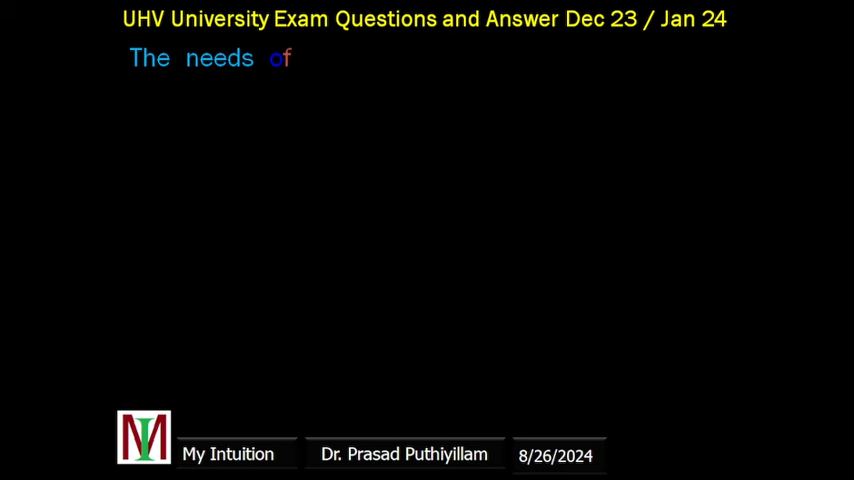 UHV University Exam Questions and Answer Dec 23 / Jan 24
The needs of
MI
My Intuition
Dr. Prasad Puthiyillam
8/26/2024